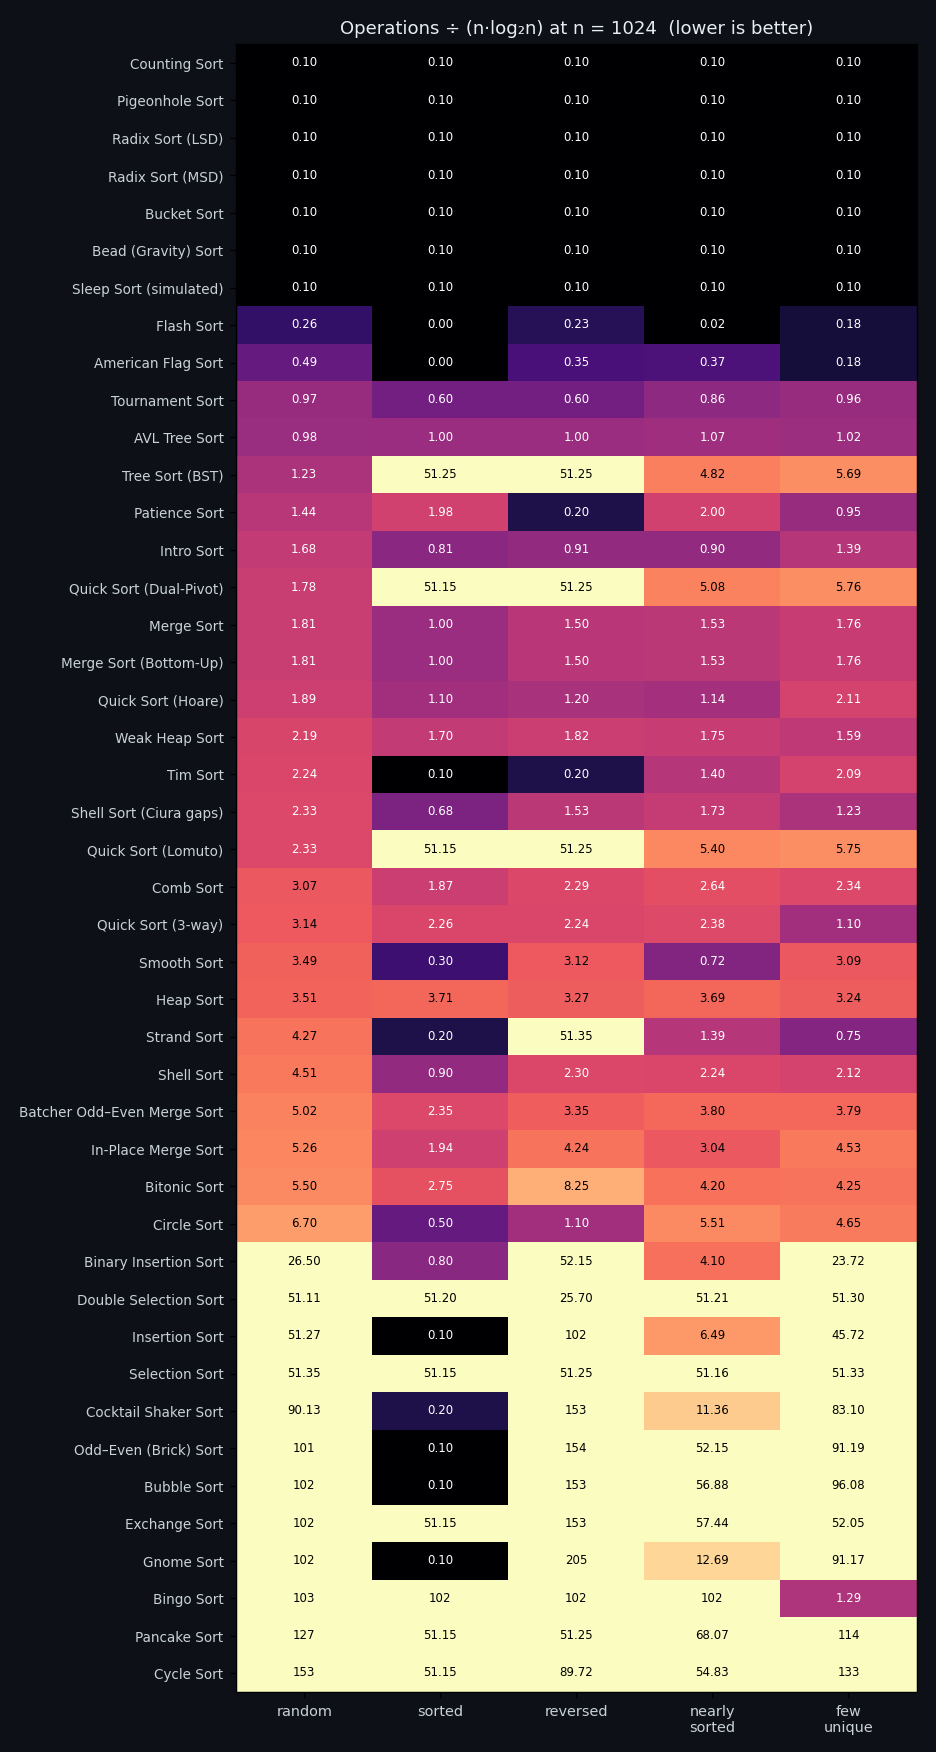 Operations ÷ (n·log₂n) at n = 1024  (lower is better)
Counting Sort 0.10 0.10 0.10 0.10 0.10
Pigeonhole Sort 0.10 0.10 0.10 0.10 0.10
Radix Sort (LSD) 0.10 0.10 0.10 0.10 0.10
Radix Sort (MSD) 0.10 0.10 0.10 0.10 0.10
Bucket Sort 0.10 0.10 0.10 0.10 0.10
Bead (Gravity) Sort 0.10 0.10 0.10 0.10 0.10
Sleep Sort (simulated) 0.10 0.10 0.10 0.10 0.10
Flash Sort 0.26 0.00 0.23 0.02 0.18
American Flag Sort 0.49 0.00 0.35 0.37 0.18
Tournament Sort 0.97 0.60 0.60 0.86 0.96
AVL Tree Sort 0.98 1.00 1.00 1.07 1.02
Tree Sort (BST) 1.23 51.25 51.25 4.82 5.69
Patience Sort 1.44 1.98 0.20 2.00 0.95
Intro Sort 1.68 0.81 0.91 0.90 1.39
Quick Sort (Dual-Pivot) 1.78 51.15 51.25 5.08 5.76
Merge Sort 1.81 1.00 1.50 1.53 1.76
Merge Sort (Bottom-Up) 1.81 1.00 1.50 1.53 1.76
Quick Sort (Hoare) 1.89 1.10 1.20 1.14 2.11
Weak Heap Sort 2.19 1.70 1.82 1.75 1.59
Tim Sort 2.24 0.10 0.20 1.40 2.09
Shell Sort (Ciura gaps) 2.33 0.68 1.53 1.73 1.23
Quick Sort (Lomuto) 2.33 51.15 51.25 5.40 5.75
Comb Sort 3.07 1.87 2.29 2.64 2.34
Quick Sort (3-way) 3.14 2.26 2.24 2.38 1.10
Smooth Sort 3.49 0.30 3.12 0.72 3.09
Heap Sort 3.51 3.71 3.27 3.69 3.24
Strand Sort 4.27 0.20 51.35 1.39 0.75
Shell Sort 4.51 0.90 2.30 2.24 2.12
Batcher Odd–Even Merge Sort 5.02 2.35 3.35 3.80 3.79
In-Place Merge Sort 5.26 1.94 4.24 3.04 4.53
Bitonic Sort 5.50 2.75 8.25 4.20 4.25
Circle Sort 6.70 0.50 1.10 5.51 4.65
Binary Insertion Sort 26.50 0.80 52.15 4.10 23.72
Double Selection Sort 51.11 51.20 25.70 51.21 51.30
Insertion Sort 51.27 0.10 102 6.49 45.72
Selection Sort 51.35 51.15 51.25 51.16 51.33
Cocktail Shaker Sort 90.13 0.20 153 11.36 83.10
Odd–Even (Brick) Sort 101 0.10 154 52.15 91.19
Bubble Sort 102 0.10 153 56.88 96.08
Exchange Sort 102 51.15 153 57.44 52.05
Gnome Sort 102 0.10 205 12.69 91.17
Bingo Sort 103 102 102 102 1.29
Pancake Sort 127 51.15 51.25 68.07 114
Cycle Sort 153 51.15 89.72 54.83 133
random sorted reversed nearly few
sorted unique